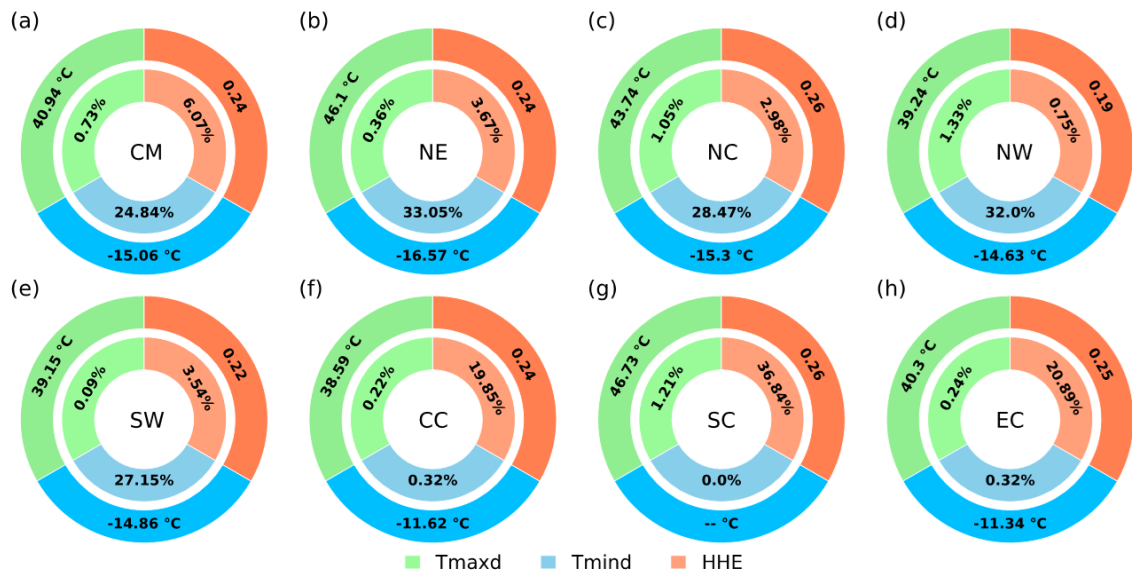 (a)
40.94 °C
0.24
0.73%
6.07%
CM
24.84%
-15.06 °C
(b)
46.1 °C
0.24
0.36%
3.67%
NE
33.05%
-16.57 °C
(c)
43.74 °C
0.26
1.05%
2.98%
NC
28.47%
-15.3 °C
(d)
39.24 °C
0.19
1.33%
0.75%
NW
32.0%
-14.63 °C
(e)
39.15 °C
0.22
0.09%
3.54%
SW
27.15%
-14.86 °C
(f)
38.59 °C
0.24
0.22%
19.85%
CC
0.32%
-11.62 °C
(g)
46.73 °C
0.26
1.21%
36.84%
SC
0.0%
-- °C
(h)
40.3 °C
0.25
0.24%
20.89%
EC
0.32%
-11.34 °C
Tmaxd Tmind HHE